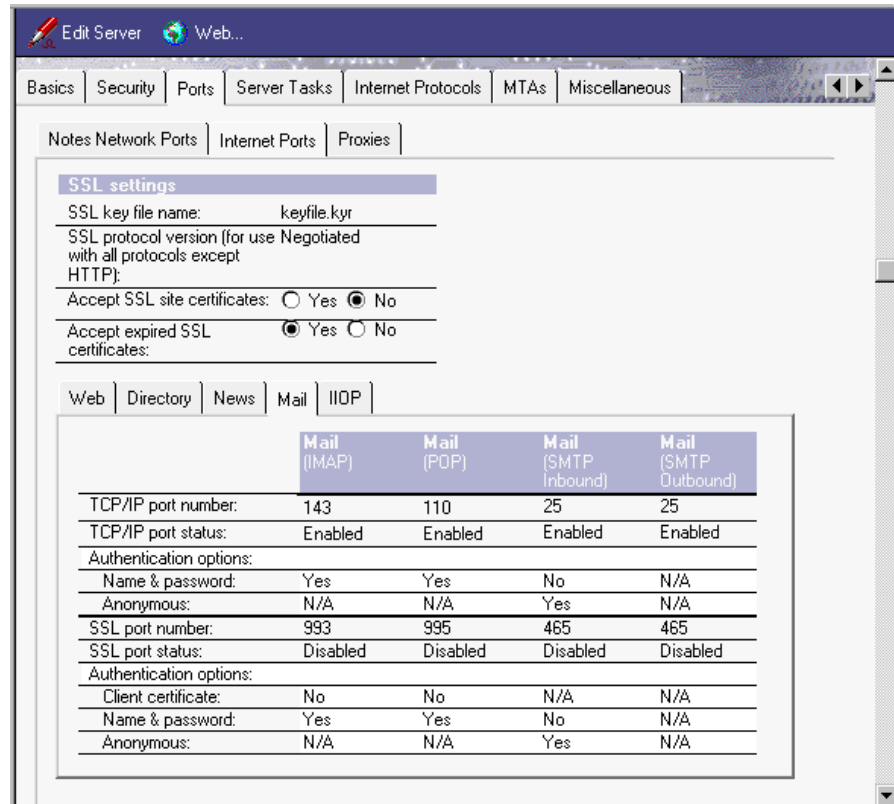 Edit Server Web...
Basics Security Ports Server Tasks Internet Protocols MTAs Miscellaneous
Notes Network Ports Internet Ports Proxies
SSL settings
SSL key file name: keyfile.kyr
SSL protocol version (for use Negotiated
with all protocols except
HTTP):
Accept SSL site certificates: Yes No
Accept expired SSL Yes No
certificates:
Web Directory News Mail IIOP
Mail Mail Mail Mail
(IMAP) (POP) (SMTP (SMTP
Inbound) Outbound)
TCP/IP port number: 143 110 25 25
TCP/IP port status: Enabled Enabled Enabled Enabled
Authentication options:
Name & password: Yes Yes No N/A
Anonymous: N/A N/A Yes N/A
SSL port number: 993 995 465 465
SSL port status: Disabled Disabled Disabled Disabled
Authentication options:
Client certificate: No No N/A N/A
Name & password: Yes Yes No N/A
Anonymous: N/A N/A Yes N/A